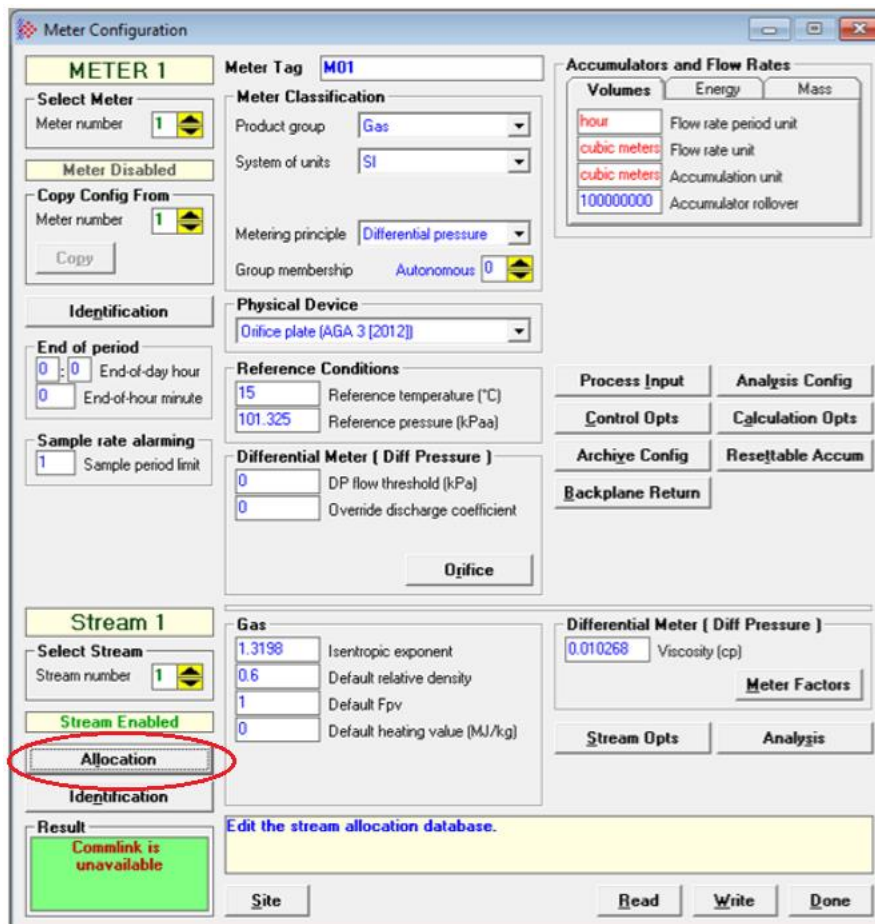 Meter Configuration
METER 1
Select Meter
Meter number 1
Meter Disabled
Copy Config From
Meter number 1
Copy
Identification
End of period
0 : 0 End-of-day hour
0 End-of-hour minute
Sample rate alarming
1 Sample period limit
Meter Tag M01
Meter Classification
Product group Gas
System of units SI
Metering principle Differential pressure
Group membership Autonomous 0
Physical Device
Orifice plate (AGA 3 [2012])
Reference Conditions
15 Reference temperature (°C)
101.325 Reference pressure (kPaa)
Differential Meter ( Diff Pressure )
0 DP flow threshold (kPa)
0 Override discharge coefficient
Orifice
Accumulators and Flow Rates
Volumes Energy Mass
hour Flow rate period unit
cubic meters Flow rate unit
cubic meters Accumulation unit
100000000 Accumulator rollover
Process Input Analysis Config
Control Opts Calculation Opts
Archive Config Resettable Accum
Backplane Return
Stream 1
Select Stream
Stream number 1
Stream Enabled
Allocation
Identification
Result
Commlink is
unavailable
Gas
1.3198 Isentropic exponent
0.6 Default relative density
1 Default Fpv
0 Default heating value (MJ/kg)
Differential Meter ( Diff Pressure )
0.010268 Viscosity (cp)
Meter Factors
Stream Opts Analysis
Edit the stream allocation database.
Site Read Write Done